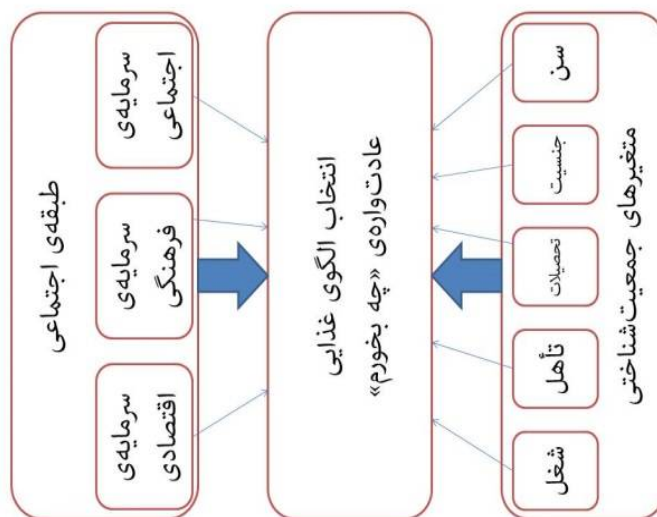 طبقه‌ی اجتماعی
سرمایه‌ی
اجتماعی
سرمایه‌ی
فرهنگی
سرمایه‌ی
اقتصادی
انتخاب الگوی غذایی
عادت‌واره‌ی «چه بخورم»
سن
جنسیت
تحصیلات
تأهل
شغل
متغیرهای جمعیت‌شناختی